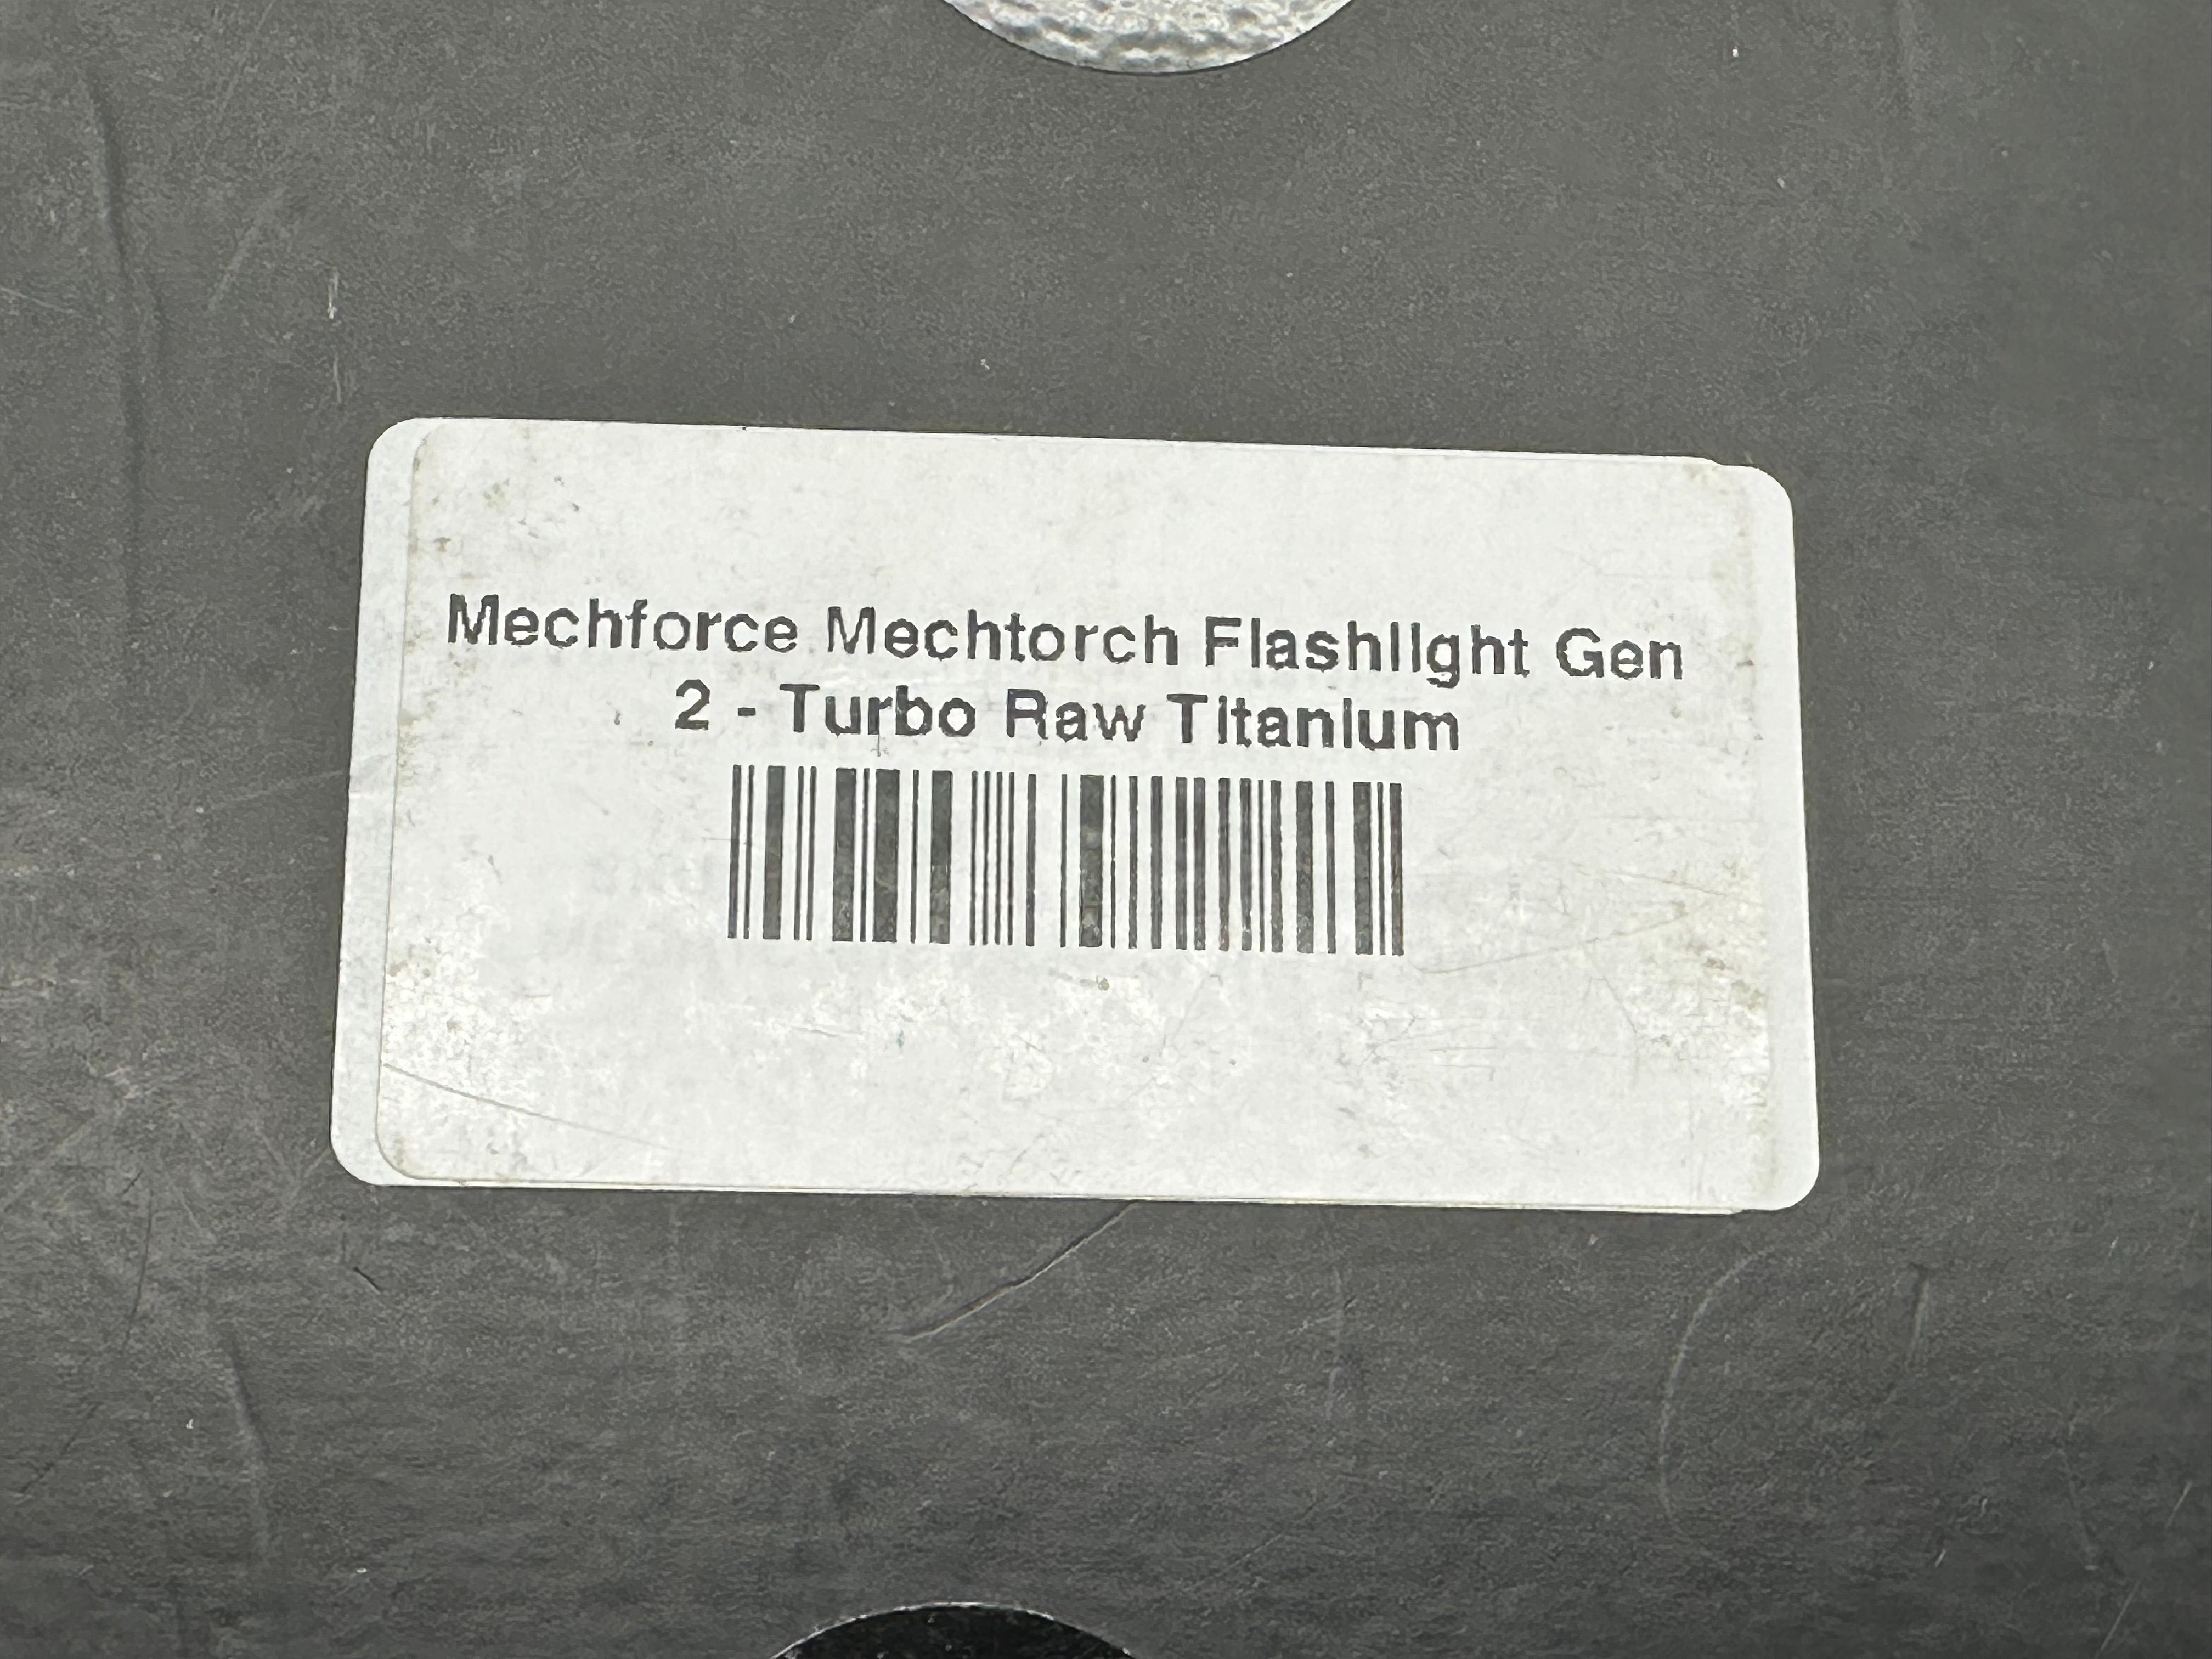 Mechforce Mechtorch Flashlight Gen
2 - Turbo Raw Titanium